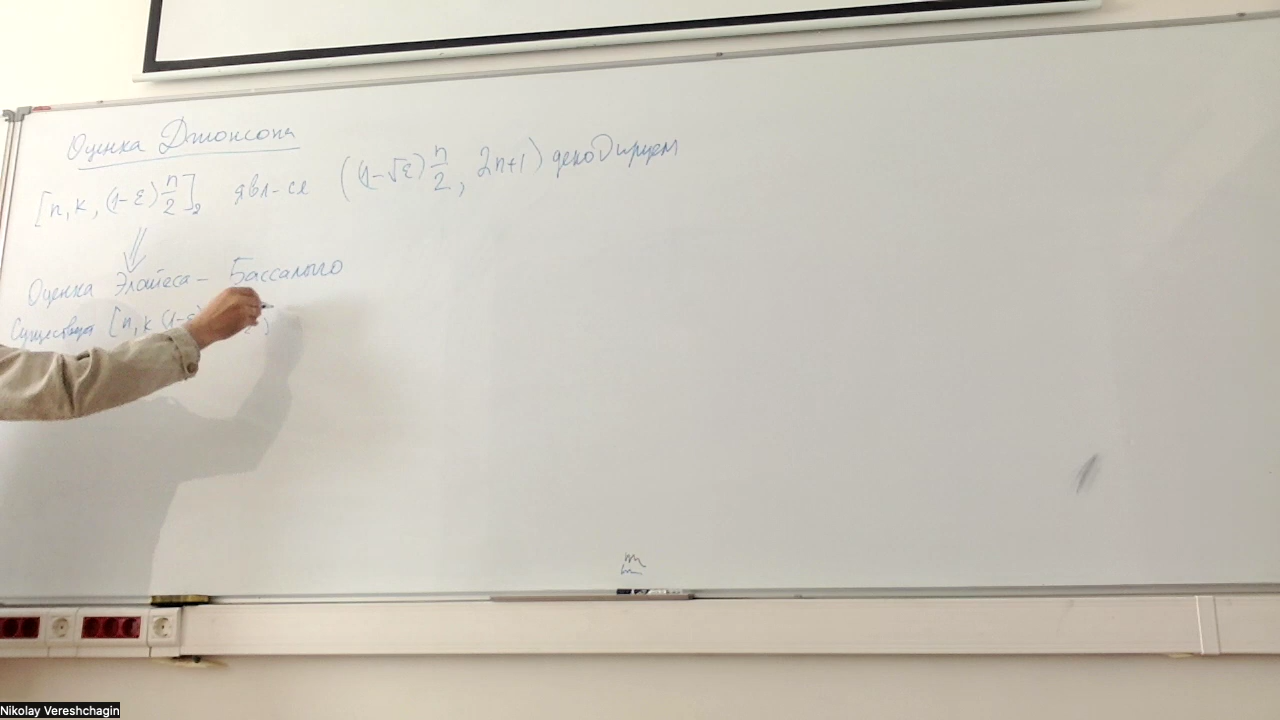 Оценка Джонсона
[n, k, (1-ε) n/2]₂ явл-ся ((1-√ε) n/2, 2n+1) декодируем
⇓
Оценка Элайеса - Бассалыго
Существует [n, k (1-ε)
Nikolay Vereshchagin